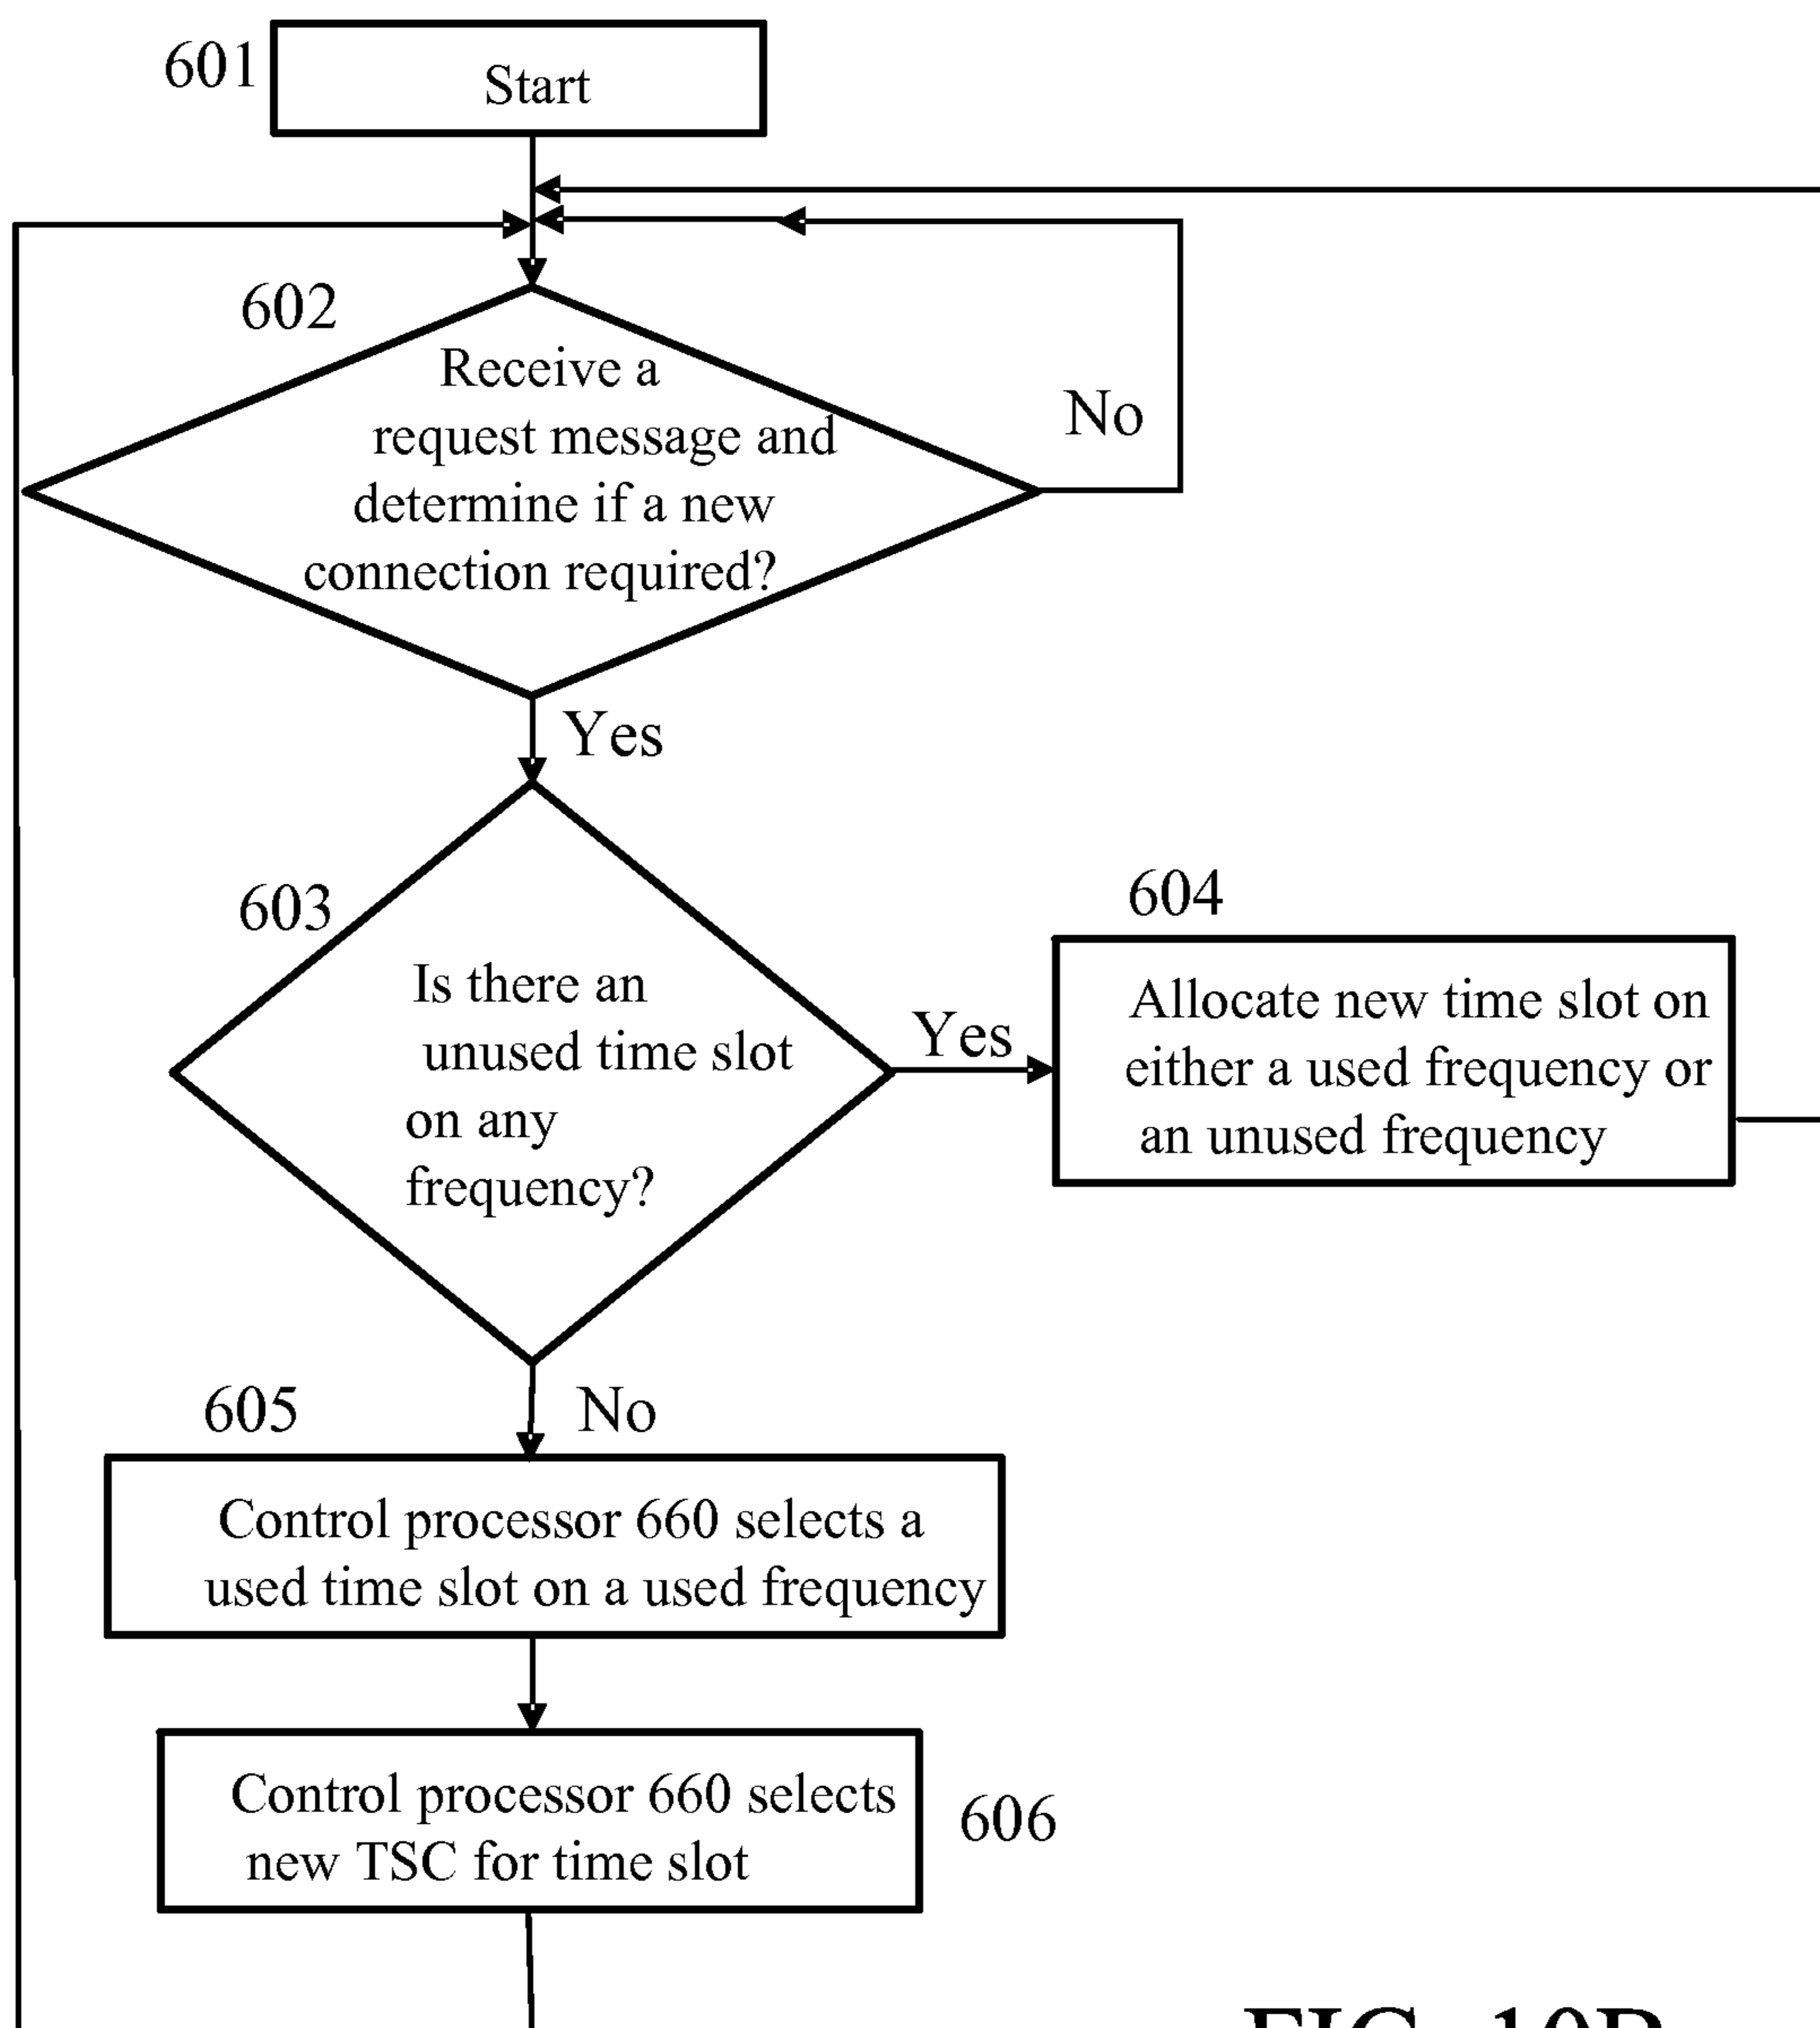 601
Start
602
Receive a
request message and
determine if a new
connection required?
No
Yes
603
Is there an
unused time slot
on any
frequency?
Yes
604
Allocate new time slot on
either a used frequency or
an unused frequency
605
No
Control processor 660 selects a
used time slot on a used frequency
Control processor 660 selects
new TSC for time slot
606
FIG. 10B